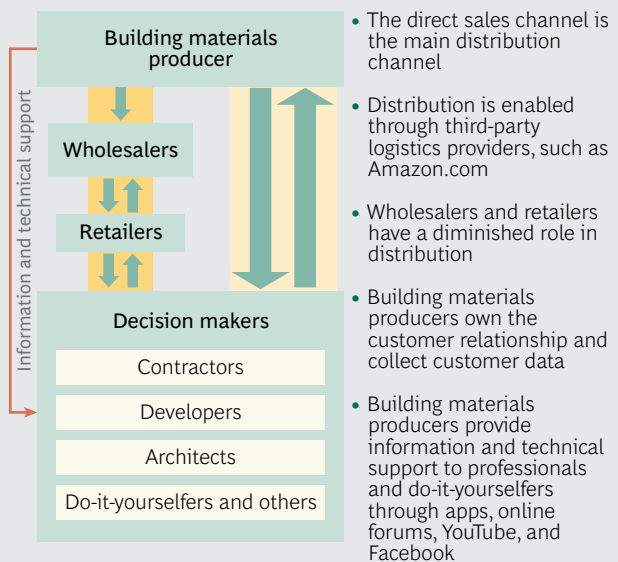 Building materials
producer
Information and technical support
Wholesalers
Retailers
Decision makers
Contractors
Developers
Architects
Do-it-yourselfers and others
• The direct sales channel is
the main distribution
channel
• Distribution is enabled
through third-party
logistics providers, such as
Amazon.com
• Wholesalers and retailers
have a diminished role in
distribution
• Building materials
producers own the
customer relationship and
collect customer data
• Building materials
producers provide
information and technical
support to professionals
and do-it-yourselfers
through apps, online
forums, YouTube, and
Facebook